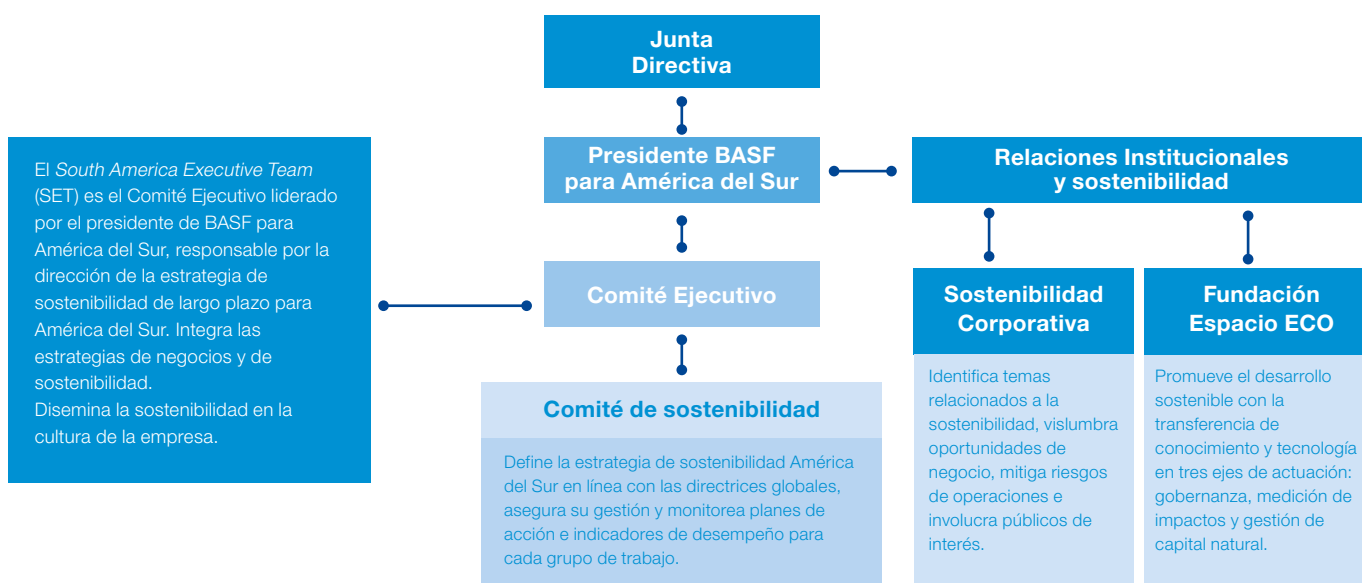 Junta
Directiva
El South America Executive Team
(SET) es el Comité Ejecutivo liderado
por el presidente de BASF para
América del Sur, responsable por la
dirección de la estrategia de
sostenibilidad de largo plazo para
América del Sur. Integra las
estrategias de negocios y de
sostenibilidad.
Disemina la sostenibilidad en la
cultura de la empresa.
Presidente BASF
para América del Sur
Relaciones Institucionales
y sostenibilidad
Comité Ejecutivo
Comité de sostenibilidad
Define la estrategia de sostenibilidad América
del Sur en línea con las directrices globales,
asegura su gestión y monitorea planes de
acción e indicadores de desempeño para
cada grupo de trabajo.
Sostenibilidad
Corporativa
Identifica temas
relacionados a la
sostenibilidad, vislumbra
oportunidades de
negocio, mitiga riesgos
de operaciones e
involucra públicos de
interés.
Fundación
Espacio ECO
Promueve el desarrollo
sostenible con la
transferencia de
conocimiento y tecnología
en tres ejes de actuación:
gobernanza, medición de
impactos y gestión de
capital natural.